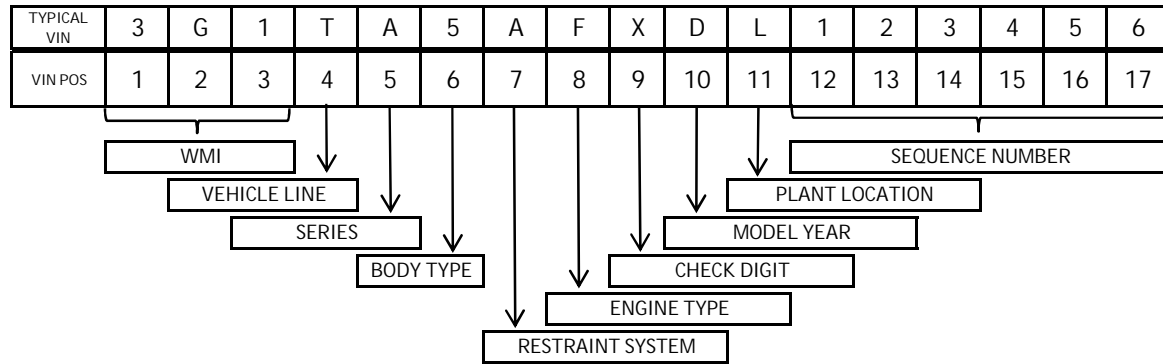 TYPICAL VIN 3 G 1 T A 5 A F X D L 1 2 3 4 5 6
VIN POS 1 2 3 4 5 6 7 8 9 10 11 12 13 14 15 16 17
WMI SEQUENCE NUMBER
VEHICLE LINE PLANT LOCATION
SERIES MODEL YEAR
BODY TYPE CHECK DIGIT
ENGINE TYPE
RESTRAINT SYSTEM